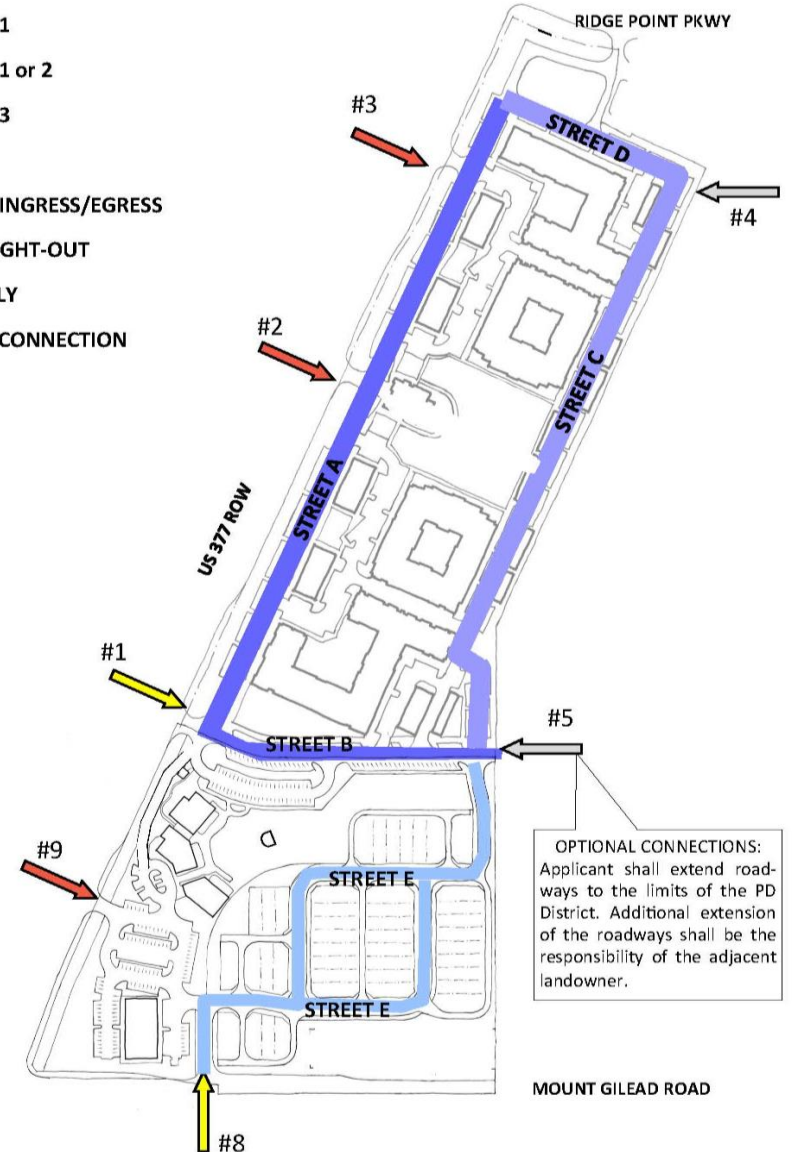 1
RIDGE POINT PKWY
1 or 2
#3
3
STREET D
INGRESS/EGRESS
#4
GHT-OUT
LY
#2
CONNECTION
STREET C
STREET A
US 377 ROW
#1
#5
STREET B
#9
OPTIONAL CONNECTIONS:
Applicant shall extend road-
ways to the limits of the PD
District. Additional extension
of the roadways shall be the
responsibility of the adjacent
landowner.
STREET E
STREET E
MOUNT GILEAD ROAD
#8